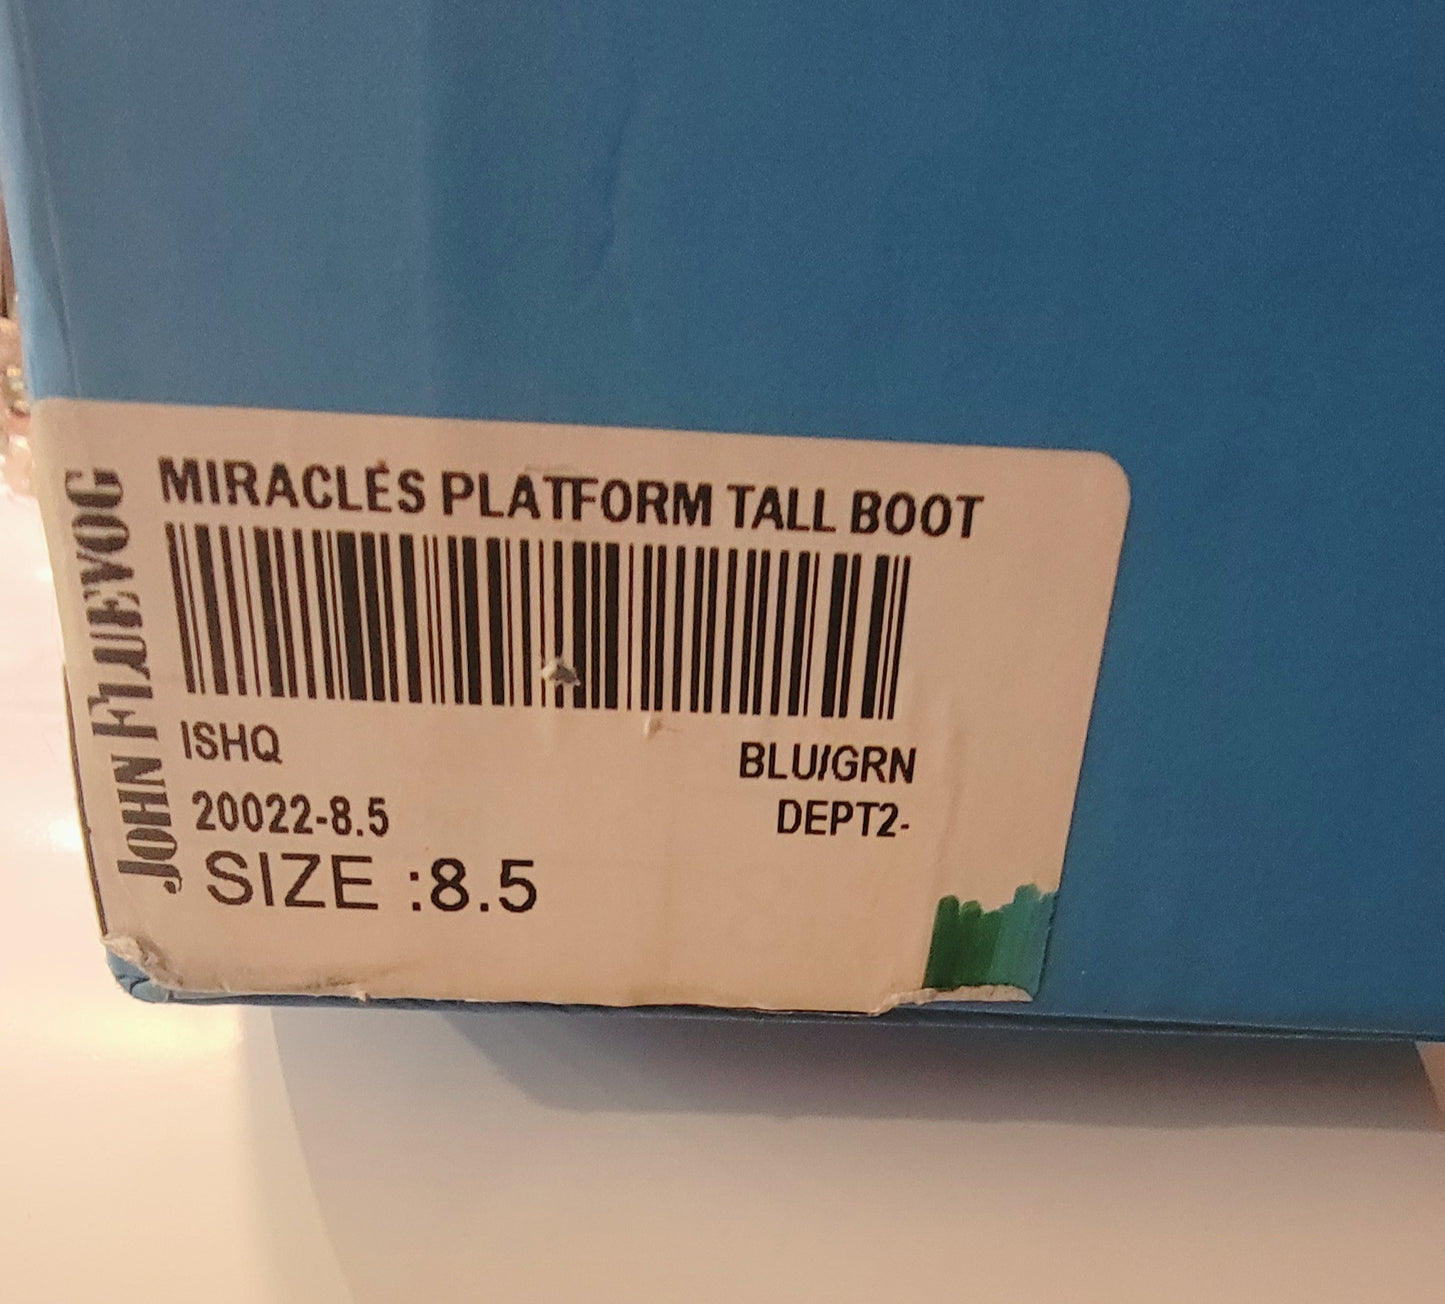 JOHN FLUEVOG
MIRACLES PLATFORM TALL BOOT
ISHQ
BLU/GRN
20022-8.5
DEPT2-
SIZE :8.5